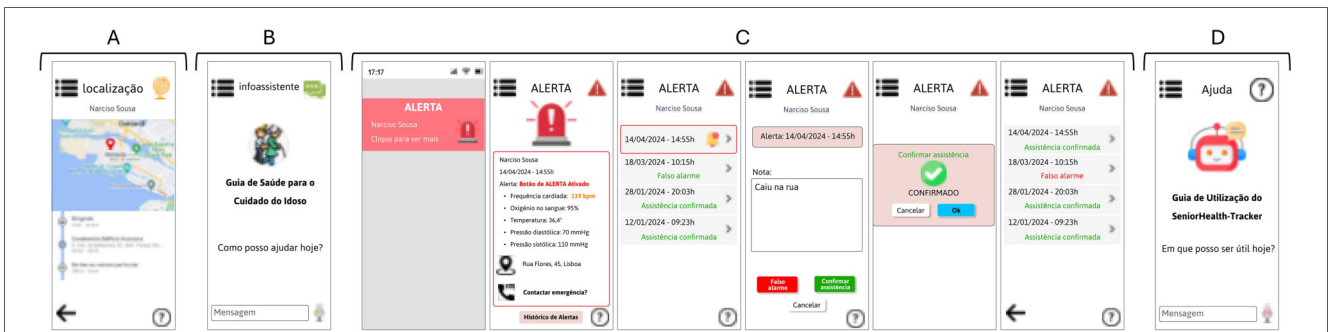 A
B
C
D
localização
Narciso Sousa
Oakland
infoassistente
Guia de Saúde para o
Cuidado do Idoso
Como posso ajudar hoje?
Mensagem
17:17
ALERTA
Narciso Sousa
Clique para ver mais
ALERTA
Narciso Sousa
14/04/2024 - 14:55h
Alerta: Botão de ALERTA Ativado
• Frequência cardíada: 119 bpm
• Oxigénio no sangue: 95%
• Temperatura: 36,4°
• Pressão diastólica: 70 mmHg
• Pressão sistólica: 110 mmHg
Rua Flores, 45, Lisboa
Contactar emergência?
Histórico de Alertas
?
ALERTA
Narciso Sousa
14/04/2024 - 14:55h
18/03/2024 - 10:15h
Falso alarme
28/01/2024 - 20:03h
Assistência confirmada
12/01/2024 - 09:23h
Assistência confirmada
?
ALERTA
Narciso Sousa
Alerta: 14/04/2024 - 14:55h
Nota:
Caiu na rua
Falso
alarme
Confirmar
assistência
Cancelar
?
ALERTA
Narciso Sousa
Confirmar assistência
CONFIRMADO
Cancelar
Ok
?
ALERTA
Narciso Sousa
14/04/2024 - 14:55h
Assistência confirmada
18/03/2024 - 10:15h
Falso alarme
28/01/2024 - 20:03h
Assistência confirmada
12/01/2024 - 09:23h
Assistência confirmada
?
Ajuda
?
Guia de Utilização do
SeniorHealth-Tracker
Em que posso ser útil hoje?
Mensagem